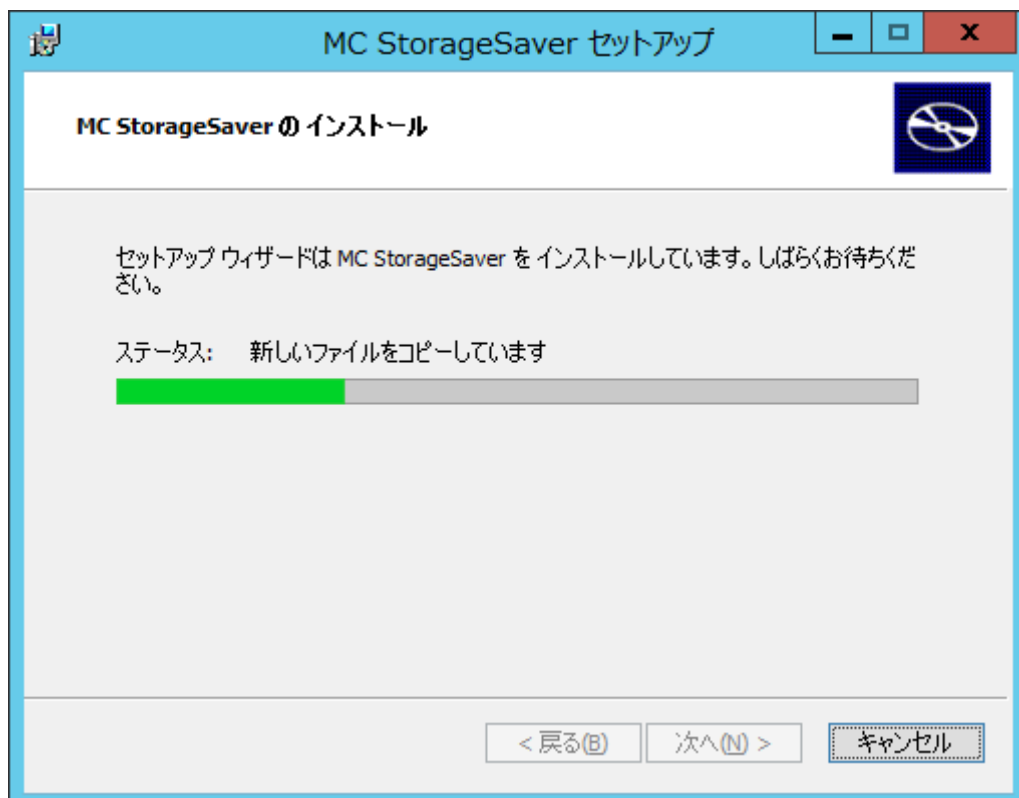 MC StorageSaver セットアップ
MC StorageSaver の インストール
セットアップ ウィザードは MC StorageSaver を インストールしています。しばらくお待ちくだ
さい。
ステータス: 新しいファイルをコピーしています
< 戻る(B) 次へ(N) > キャンセル